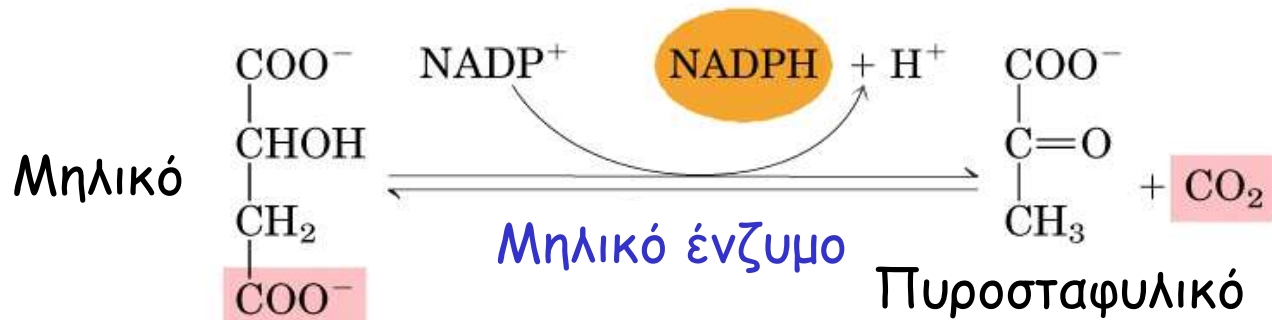 COO⁻ NADP⁺ NADPH + H⁺ COO⁻
CHOH C=O
Μηλικό + CO₂
CH₂ CH₃
Μηλικό ένζυμο
COO⁻ Πυροσταφυλικό